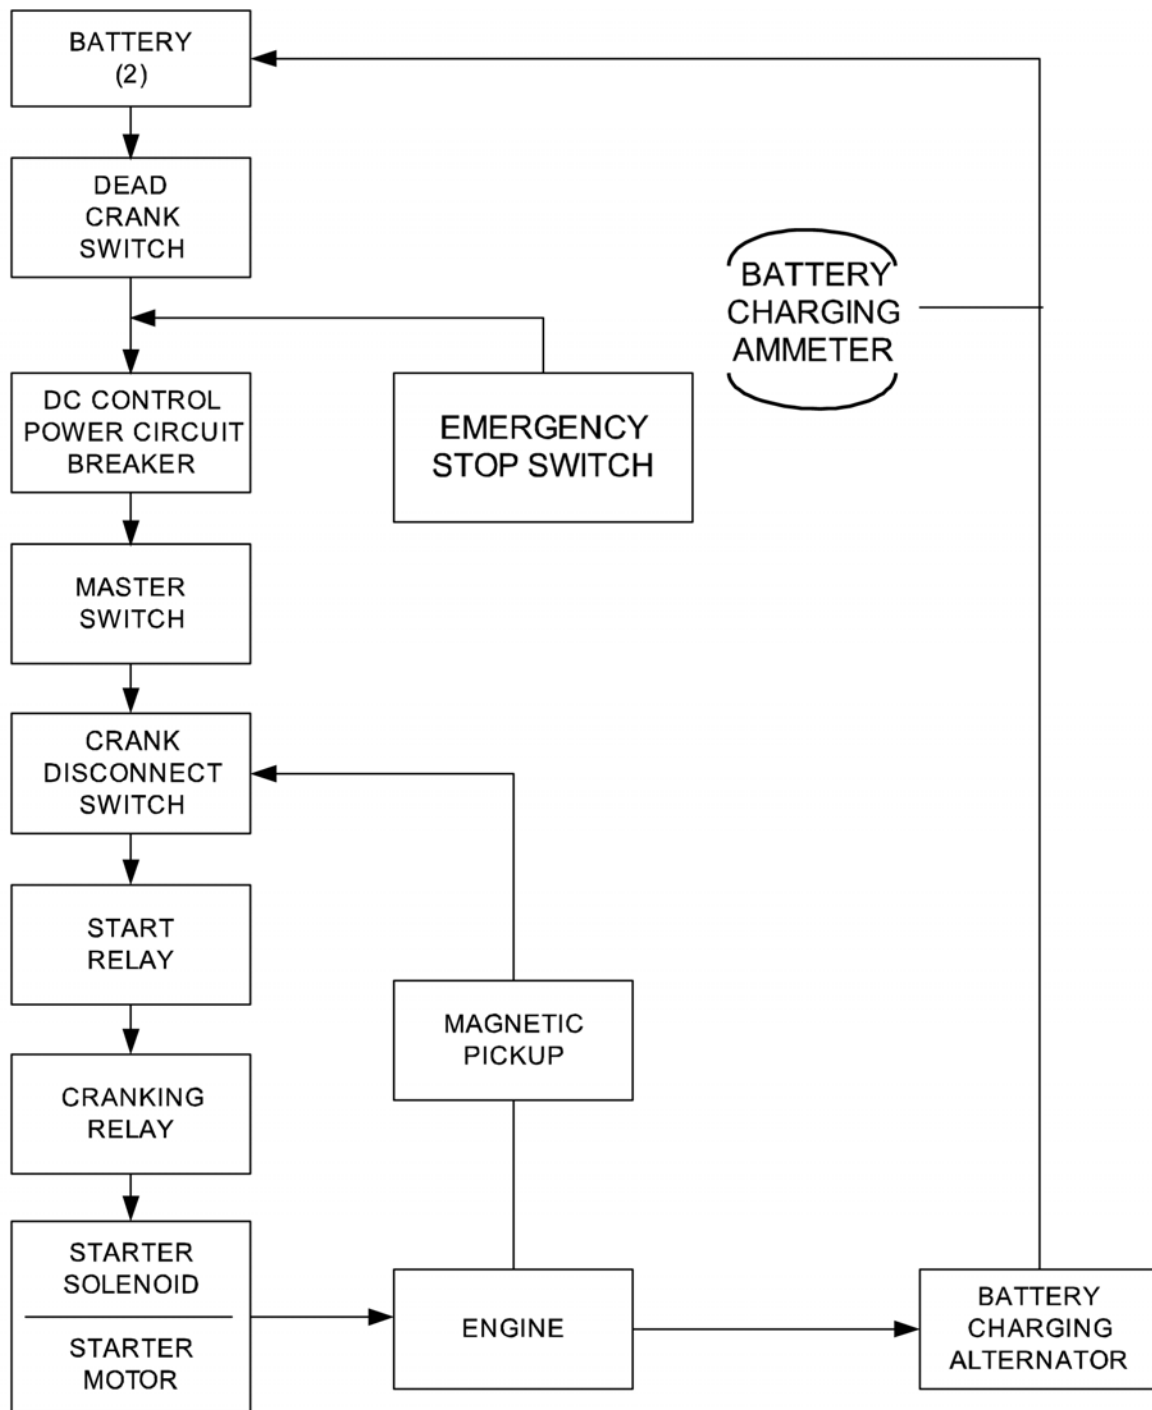 BATTERY
(2)
DEAD
CRANK
SWITCH
BATTERY
CHARGING
AMMETER
DC CONTROL
POWER CIRCUIT
BREAKER
EMERGENCY
STOP SWITCH
MASTER
SWITCH
CRANK
DISCONNECT
SWITCH
START
RELAY
MAGNETIC
PICKUP
CRANKING
RELAY
STARTER
SOLENOID
STARTER
MOTOR
ENGINE
BATTERY
CHARGING
ALTERNATOR